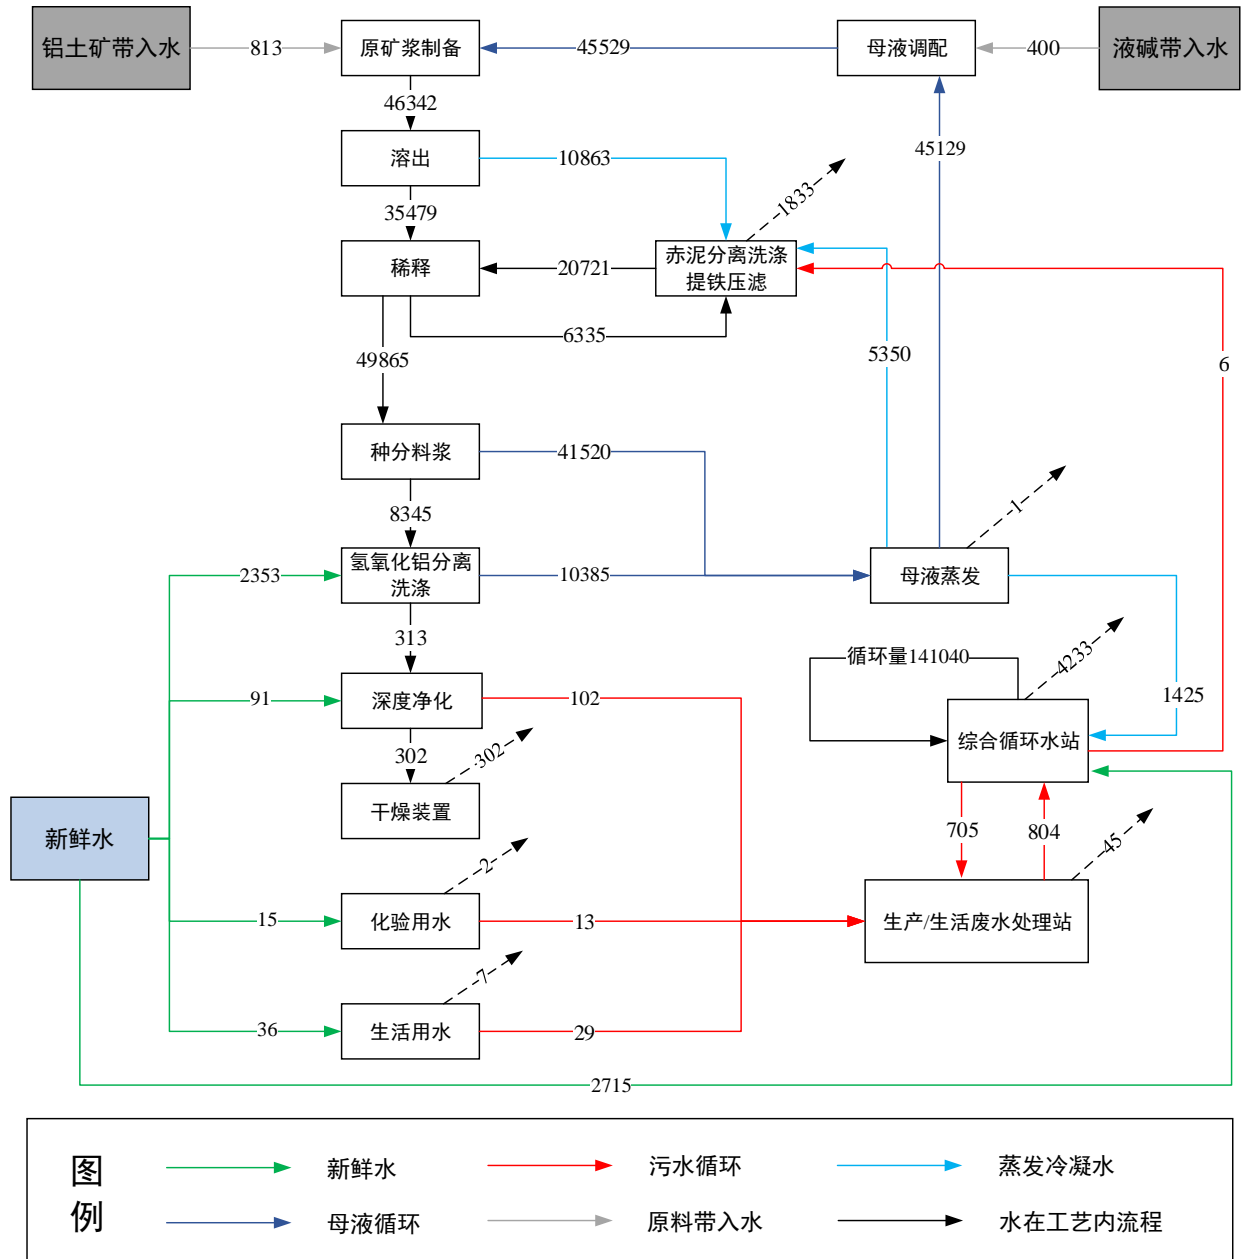 铝土矿带入水
813
原矿浆制备
45529
母液调配
400
液碱带入水
46342
45129
溶出
10863
1833
35479
稀释
20721
赤泥分离洗涤
提铁压滤
6335
49865
5350
6
种分料浆
41520
8345
1
2353
氢氧化铝分离
洗涤
10385
母液蒸发
313
循环量141040
4233
91
深度净化
102
1425
302
302
综合循环水站
干燥装置
新鲜水
705
804
45
2
15
化验用水
13
生产/生活废水处理站
7
36
生活用水
29
2715
图
例
新鲜水
污水循环
蒸发冷凝水
母液循环
原料带入水
水在工艺内流程